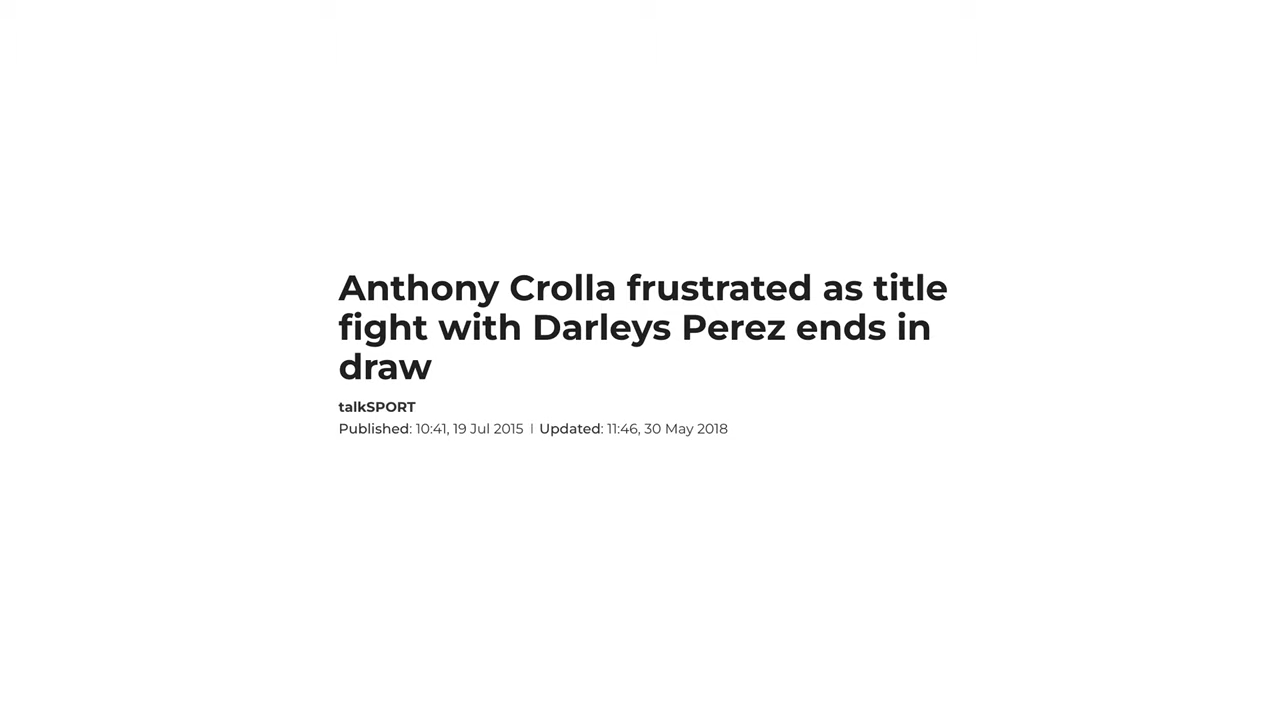 Anthony Crolla frustrated as title
fight with Darleys Perez ends in
draw
talkSPORT
Published: 10:41, 19 Jul 2015 | Updated: 11:46, 30 May 2018